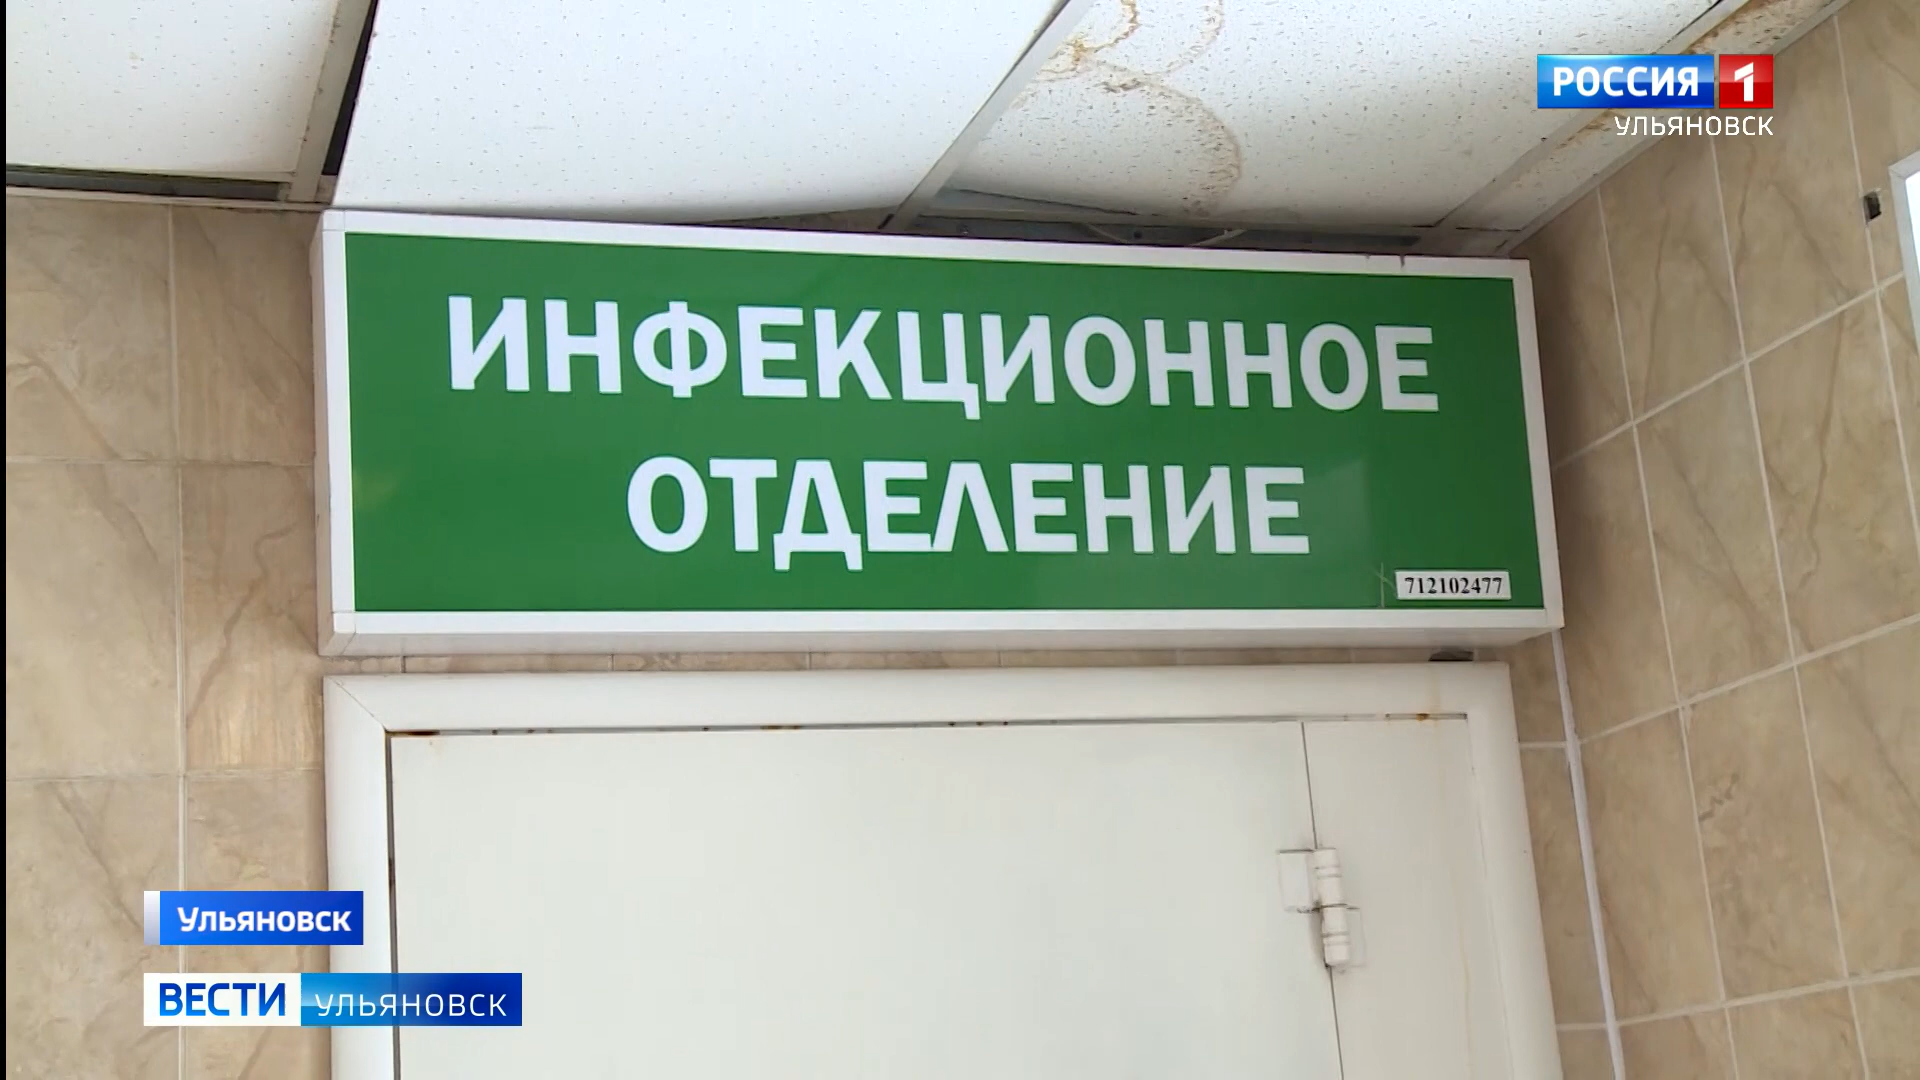 РОССИЯ 1
УЛЬЯНОВСК
ИНФЕКЦИОННОЕ
ОТДЕЛЕНИЕ
712102477
Ульяновск
ВЕСТИ УЛЬЯНОВСК